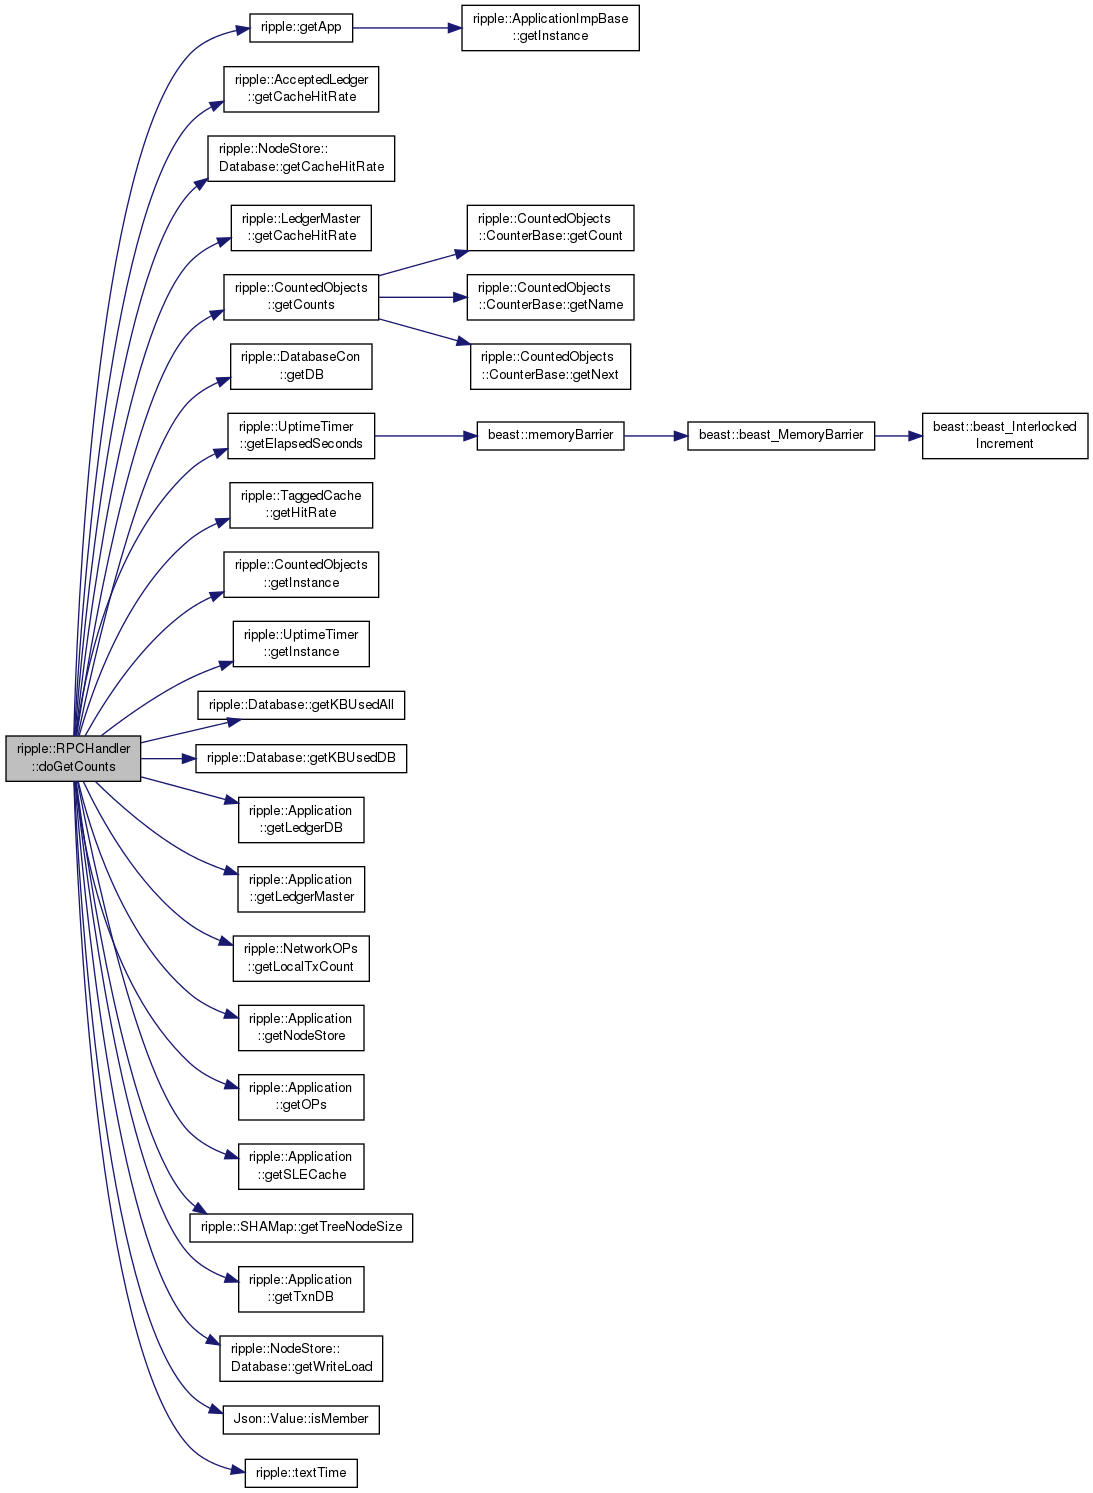 ripple::getApp
ripple::ApplicationImpBase
::getInstance
ripple::AcceptedLedger
::getCacheHitRate
ripple::NodeStore::
Database::getCacheHitRate
ripple::LedgerMaster
::getCacheHitRate
ripple::CountedObjects
::CounterBase::getCount
ripple::CountedObjects
::getCounts
ripple::CountedObjects
::CounterBase::getName
ripple::CountedObjects
::CounterBase::getNext
ripple::DatabaseCon
::getDB
ripple::UptimeTimer
::getElapsedSeconds
beast::memoryBarrier
beast::beast_MemoryBarrier
beast::beast_Interlocked
Increment
ripple::TaggedCache
::getHitRate
ripple::CountedObjects
::getInstance
ripple::UptimeTimer
::getInstance
ripple::Database::getKBUsedAll
ripple::RPCHandler
::doGetCounts
ripple::Database::getKBUsedDB
ripple::Application
::getLedgerDB
ripple::Application
::getLedgerMaster
ripple::NetworkOPs
::getLocalTxCount
ripple::Application
::getNodeStore
ripple::Application
::getOPs
ripple::Application
::getSLECache
ripple::SHAMap::getTreeNodeSize
ripple::Application
::getTxnDB
ripple::NodeStore::
Database::getWriteLoad
Json::Value::isMember
ripple::textTime